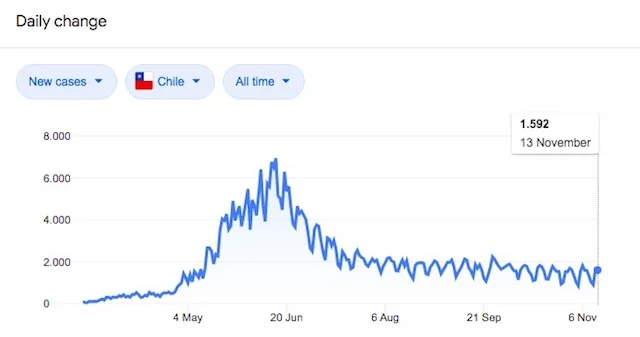 Daily change
New cases
Chile
All time
1.592
13 November
8.000
6.000
4.000
2.000
0
4 May
20 Jun
6 Aug
21 Sep
6 Nov